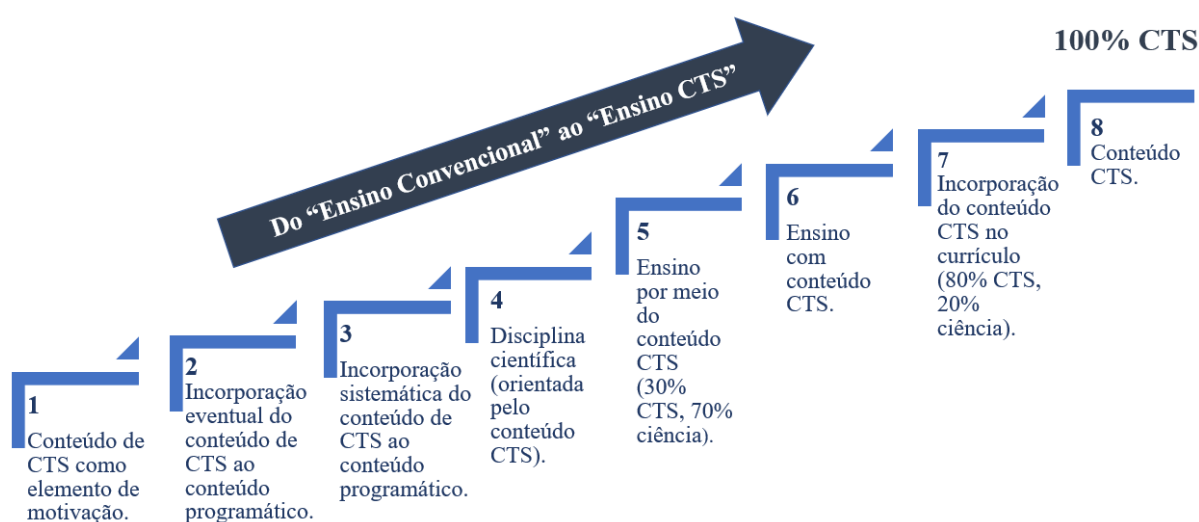 Do “Ensino Convencional” ao “Ensino CTS”
100% CTS
1
Conteúdo de
CTS como
elemento de
motivação.
2
Incorporação
eventual do
conteúdo de
CTS ao
conteúdo
programático.
3
Incorporação
sistemática do
conteúdo de
CTS ao
conteúdo
programático.
4
Disciplina
científica
(orientada
pelo
conteúdo
CTS).
5
Ensino
por meio
do
conteúdo
CTS
(30%
CTS, 70%
ciência).
6
Ensino
com
conteúdo
CTS.
7
Incorporação
do conteúdo
CTS no
currículo
(80% CTS,
20%
ciência).
8
Conteúdo
CTS.